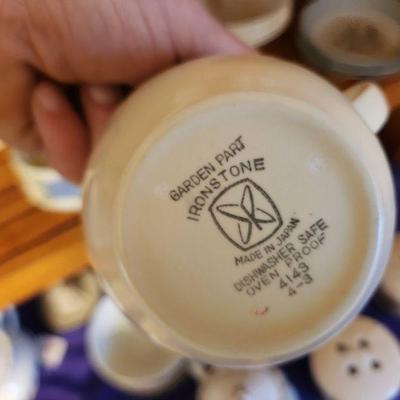 GARDEN PART
IRONSTONE
MADE IN JAPAN
DISHWASHER SAFE
OVEN PROOF
4149
4-3